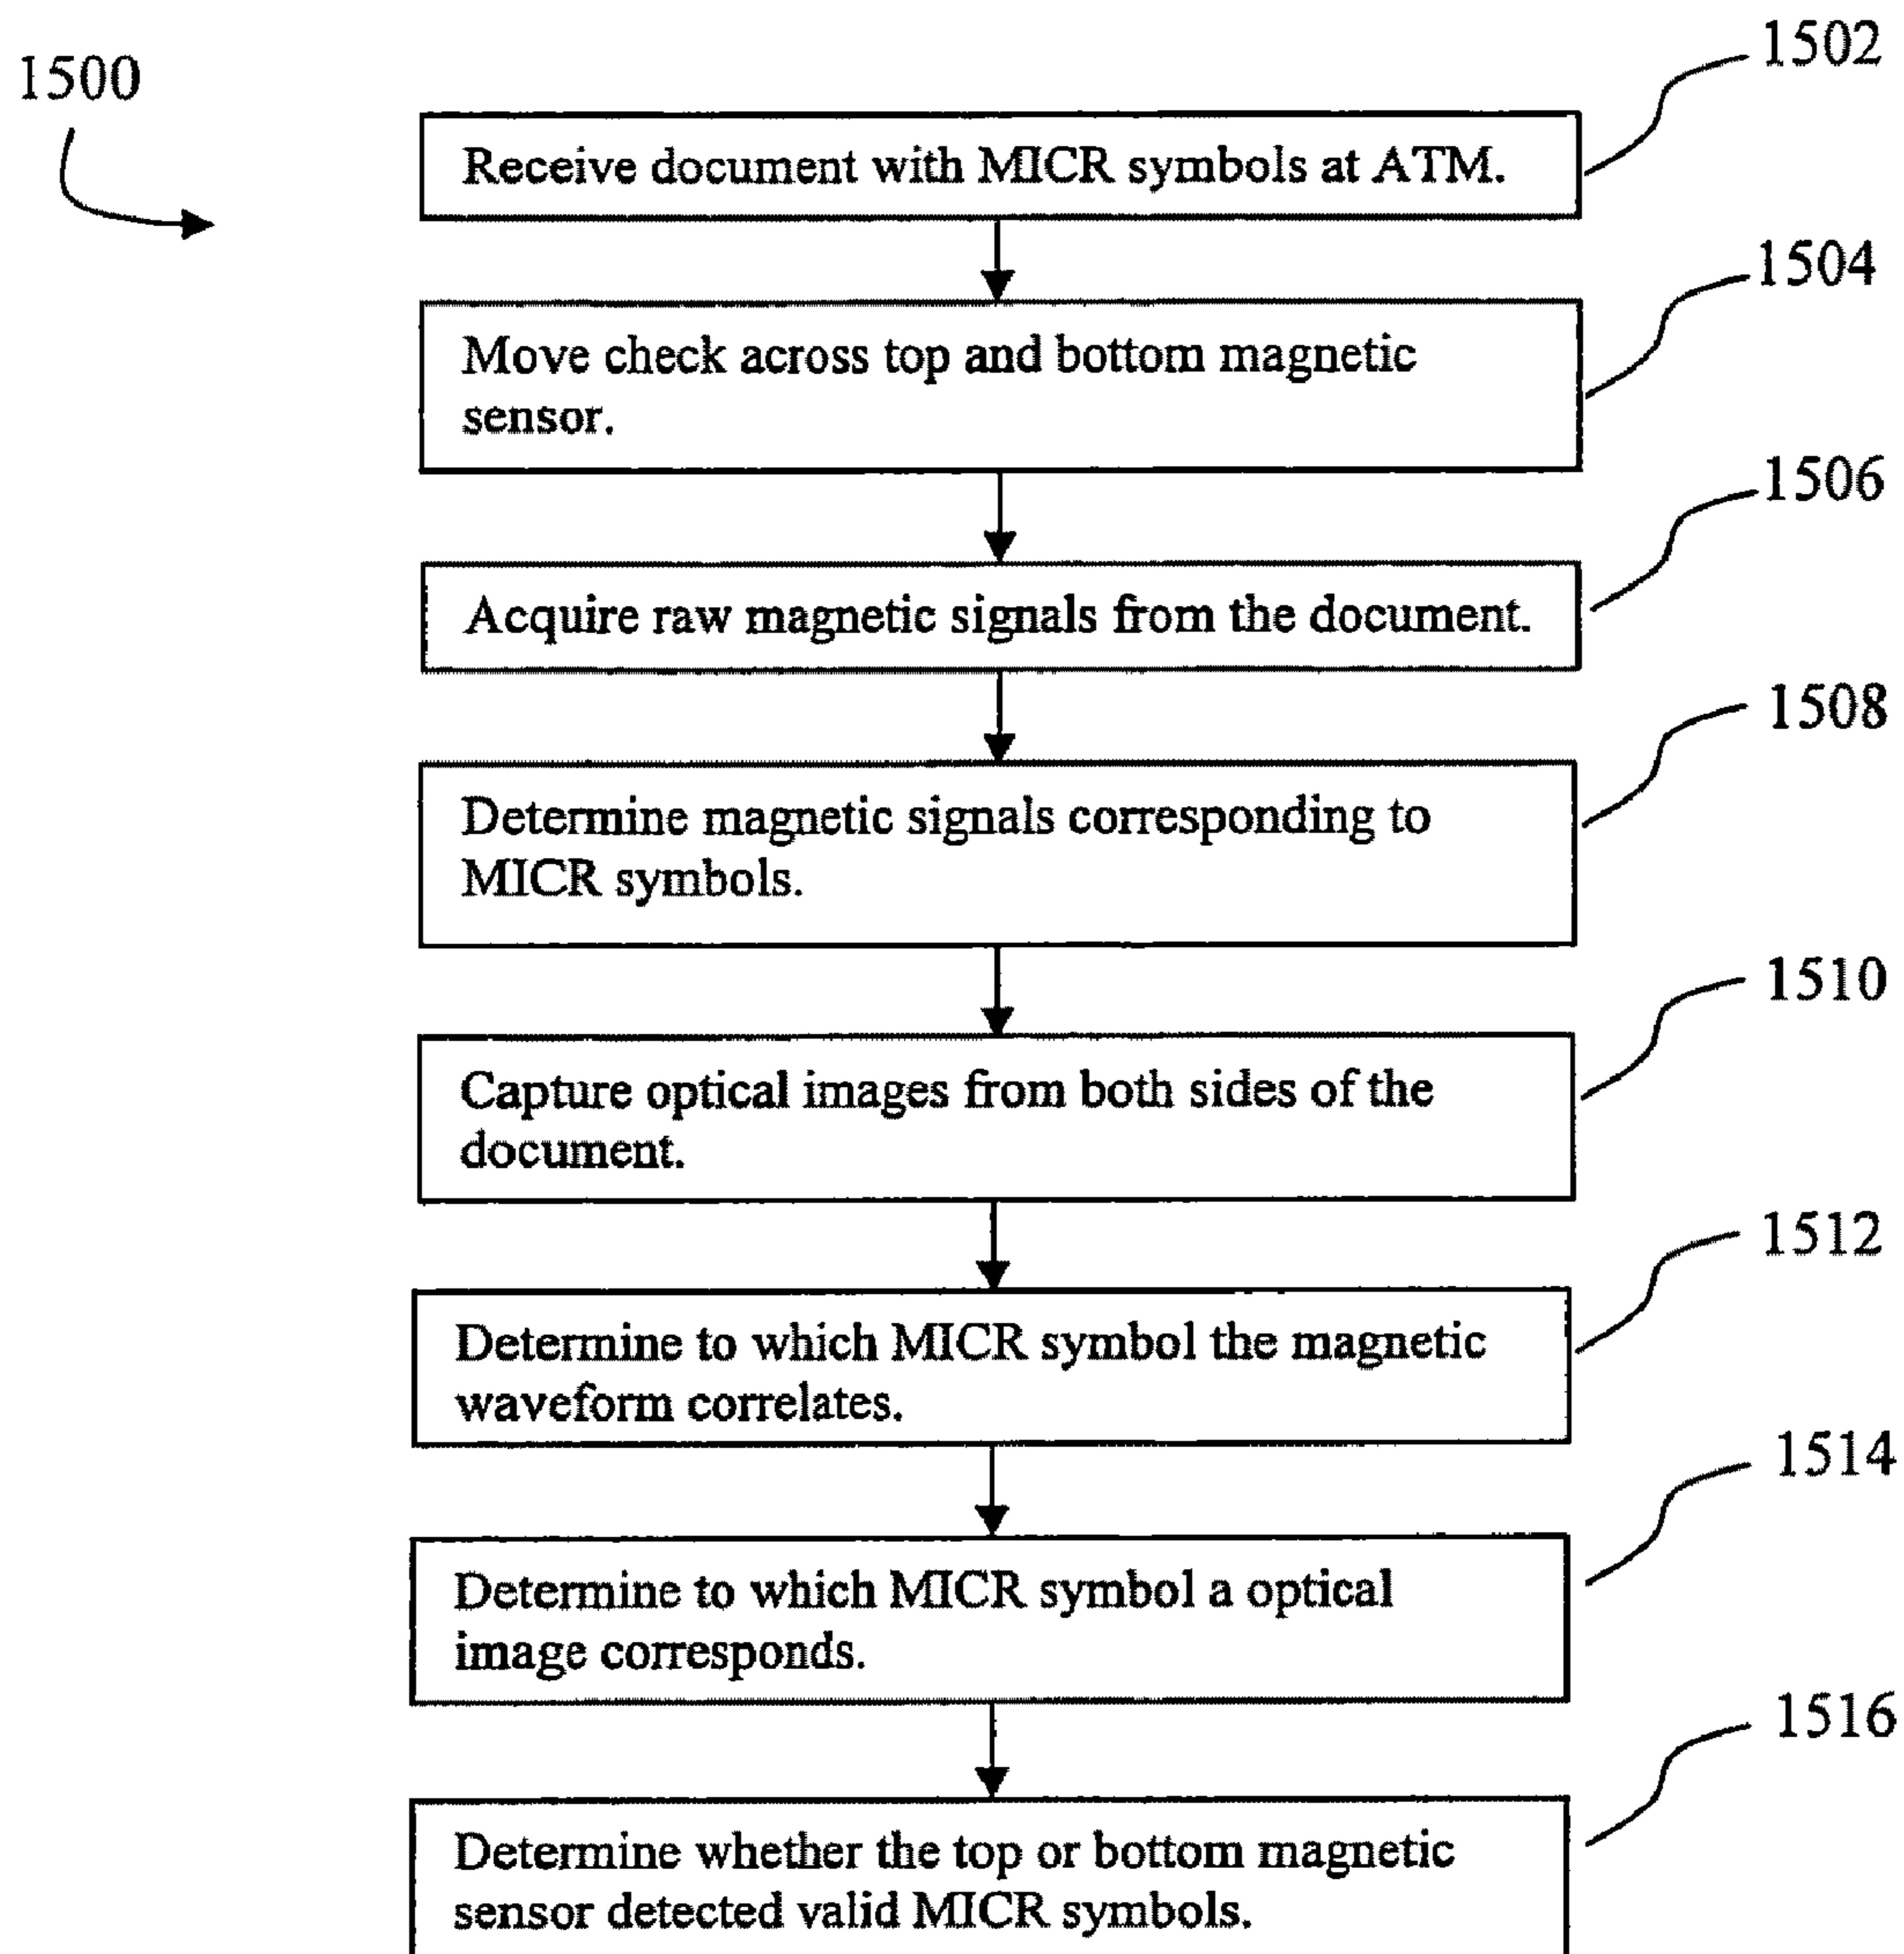 1500
1502
Receive document with MICR symbols at ATM.
1504
Move check across top and bottom magnetic
sensor.
1506
Acquire raw magnetic signals from the document.
1508
Determine magnetic signals corresponding to
MICR symbols.
1510
Capture optical images from both sides of the
document.
1512
Determine to which MICR symbol the magnetic
waveform correlates.
1514
Determine to which MICR symbol a optical
image corresponds.
1516
Determine whether the top or bottom magnetic
sensor detected valid MICR symbols.